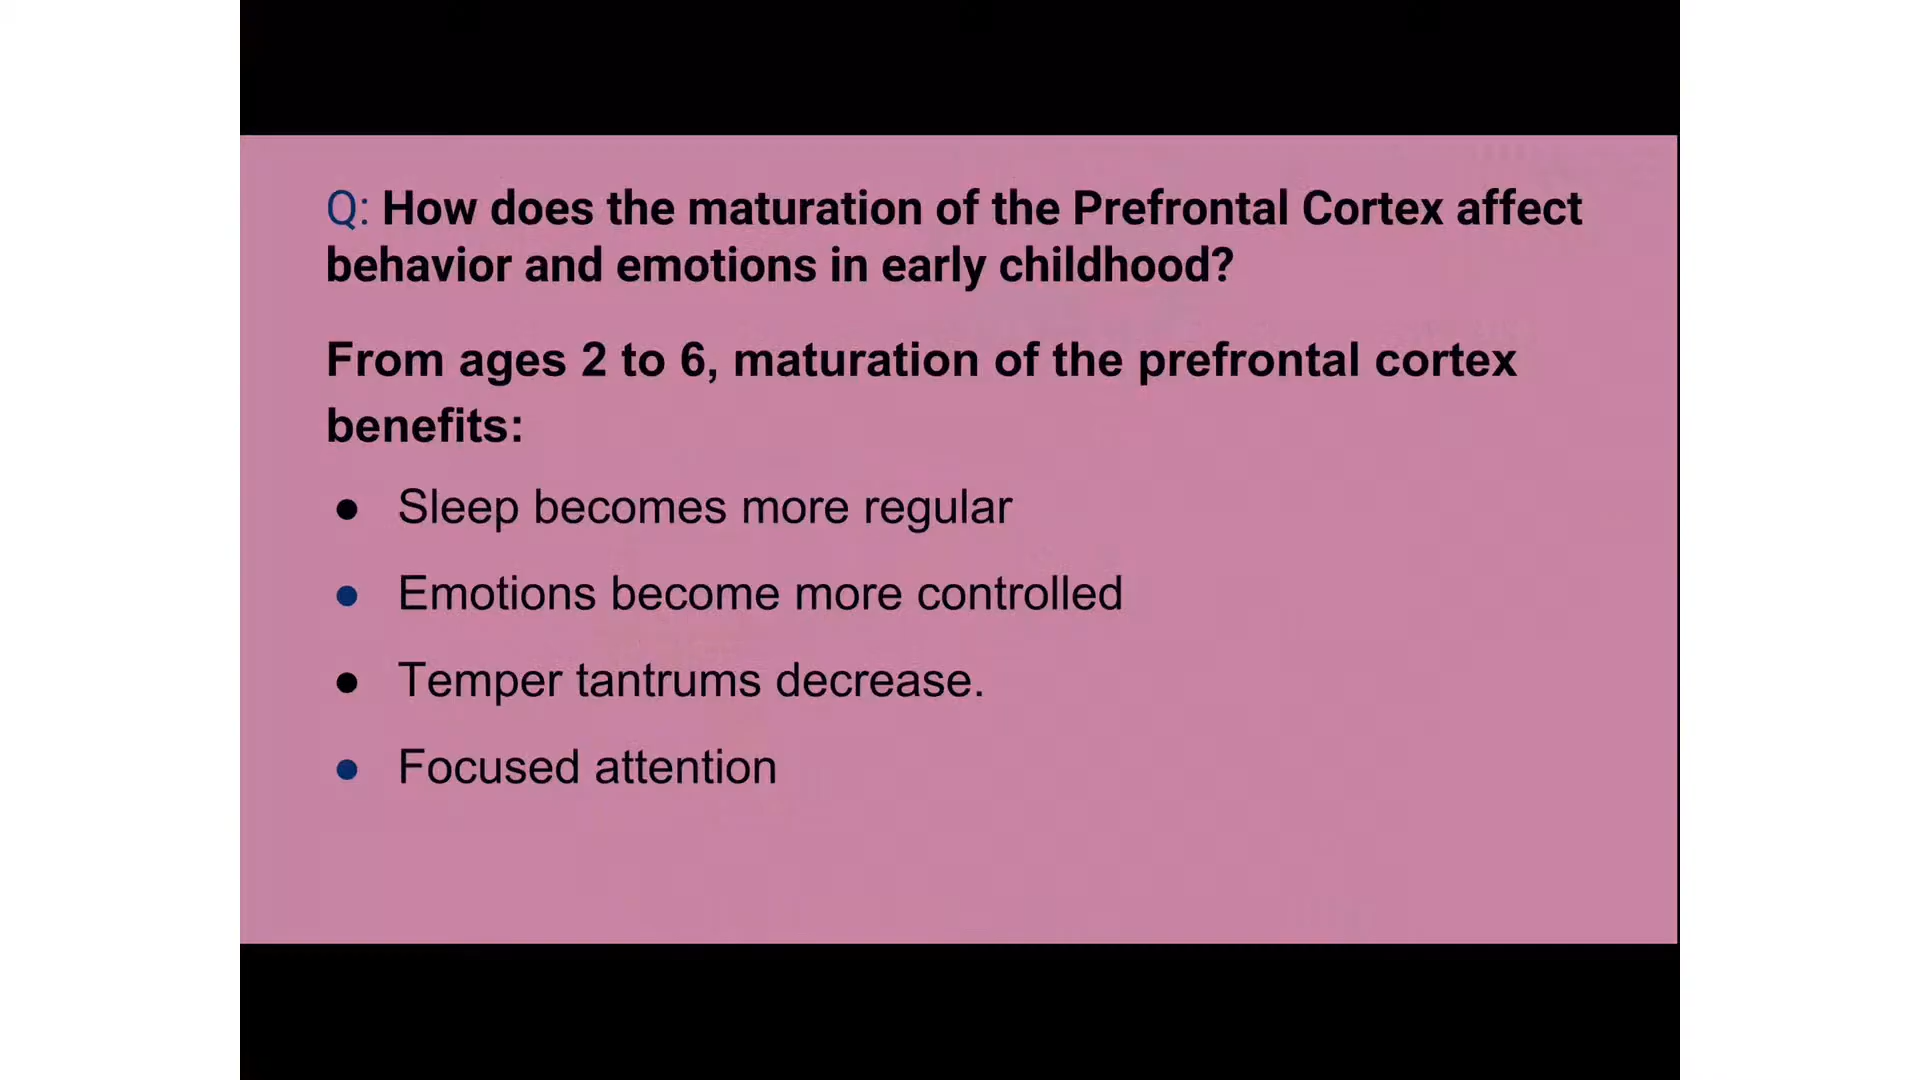 Q: How does the maturation of the Prefrontal Cortex affect
behavior and emotions in early childhood?
From ages 2 to 6, maturation of the prefrontal cortex
benefits:
● Sleep becomes more regular
● Emotions become more controlled
● Temper tantrums decrease.
● Focused attention